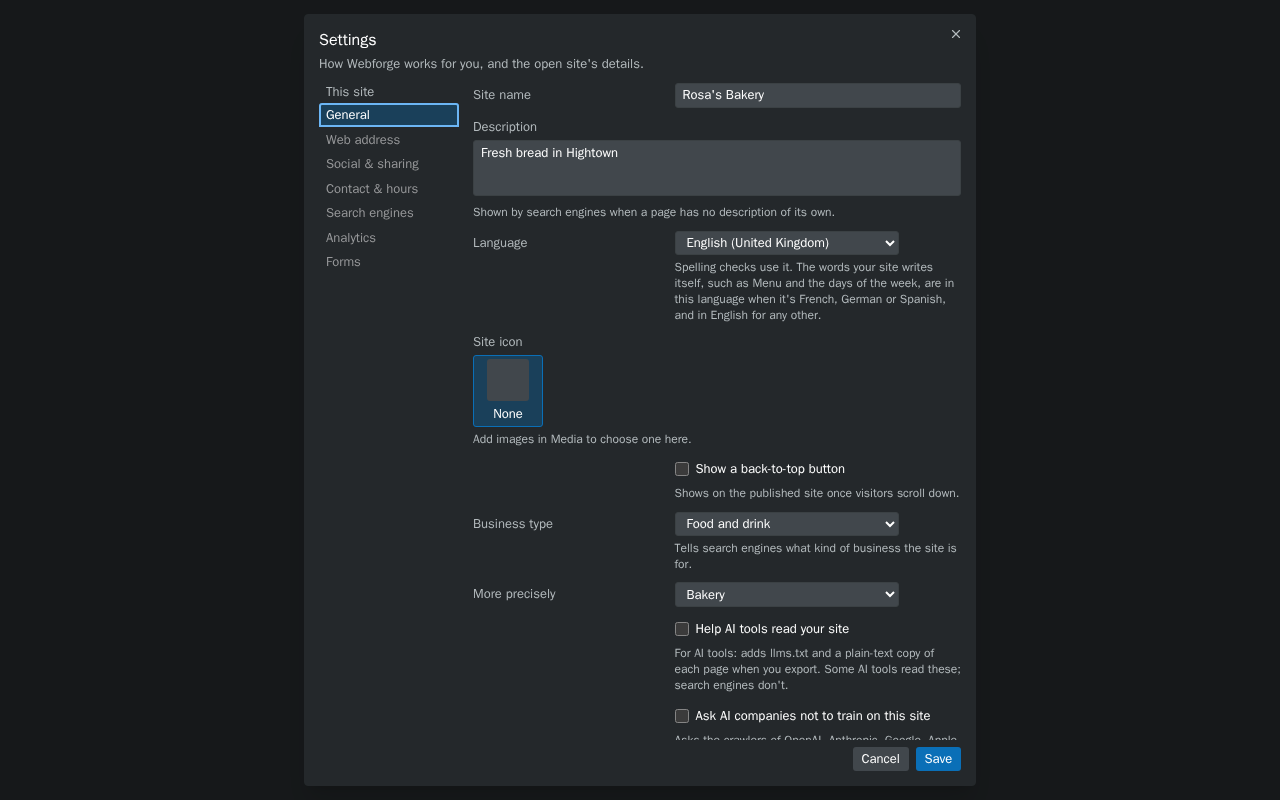 Settings
How Webforge works for you, and the open site's details.
This site
General
Web address
Social & sharing
Contact & hours
Search engines
Analytics
Forms
Site name
Rosa's Bakery
Description
Fresh bread in Hightown
Shown by search engines when a page has no description of its own.
Language
English (United Kingdom)
Spelling checks use it. The words your site writes
itself, such as Menu and the days of the week, are in
this language when it's French, German or Spanish,
and in English for any other.
Site icon
None
Add images in Media to choose one here.
Show a back-to-top button
Shows on the published site once visitors scroll down.
Business type
Food and drink
Tells search engines what kind of business the site is
for.
More precisely
Bakery
Help AI tools read your site
For AI tools: adds llms.txt and a plain-text copy of
each page when you export. Some AI tools read these;
search engines don't.
Ask AI companies not to train on this site
Asks the crawlers of OpenAI, Anthropic, Google, Apple
Cancel
Save